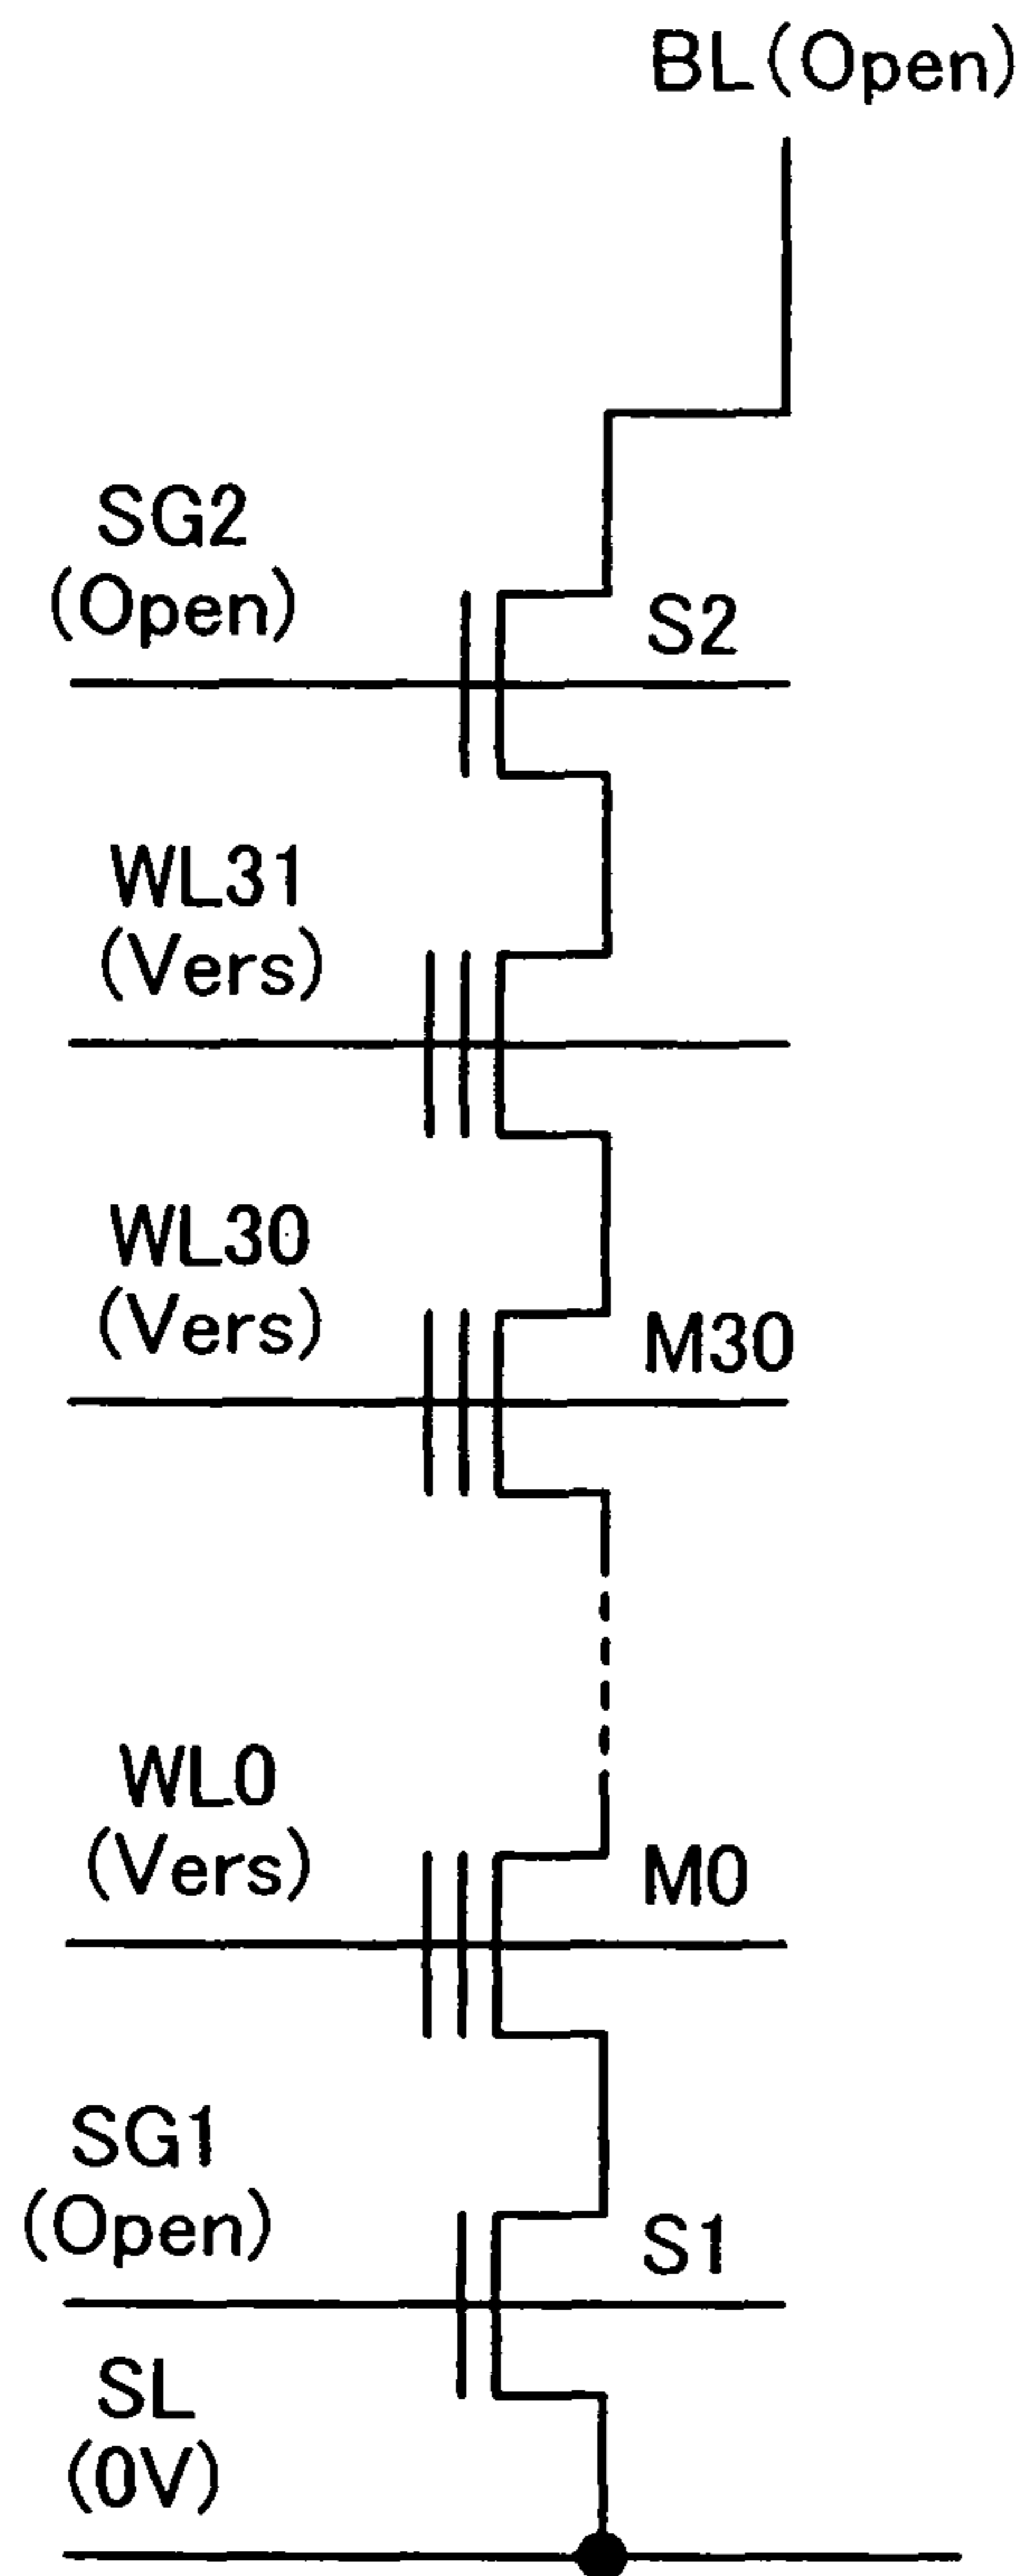 BL(Open)
SG2
(Open)
S2
WL31
(Vers)
WL30
(Vers)
M30
WL0
(Vers)
M0
SG1
(Open)
S1
SL
(0V)